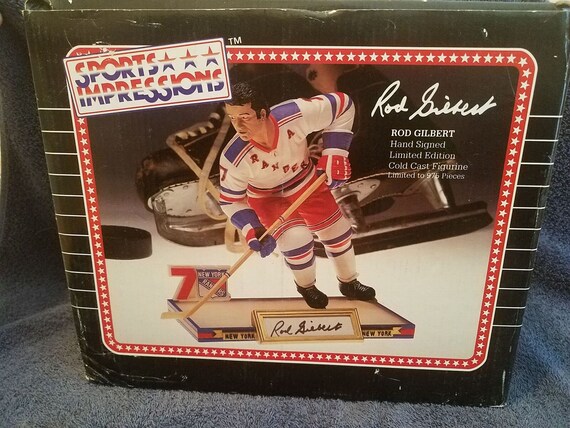 SPORTS
IMPRESSIONS
™
Rod Gilbert
ROD GILBERT
Hand Signed
Limited Edition
Cold Cast Figurine
Limited to 975 Pieces
A
RANGERS
7
7
NEW YORK
RANGERS
NEW YORK
Rod Gilbert
NEW YORK